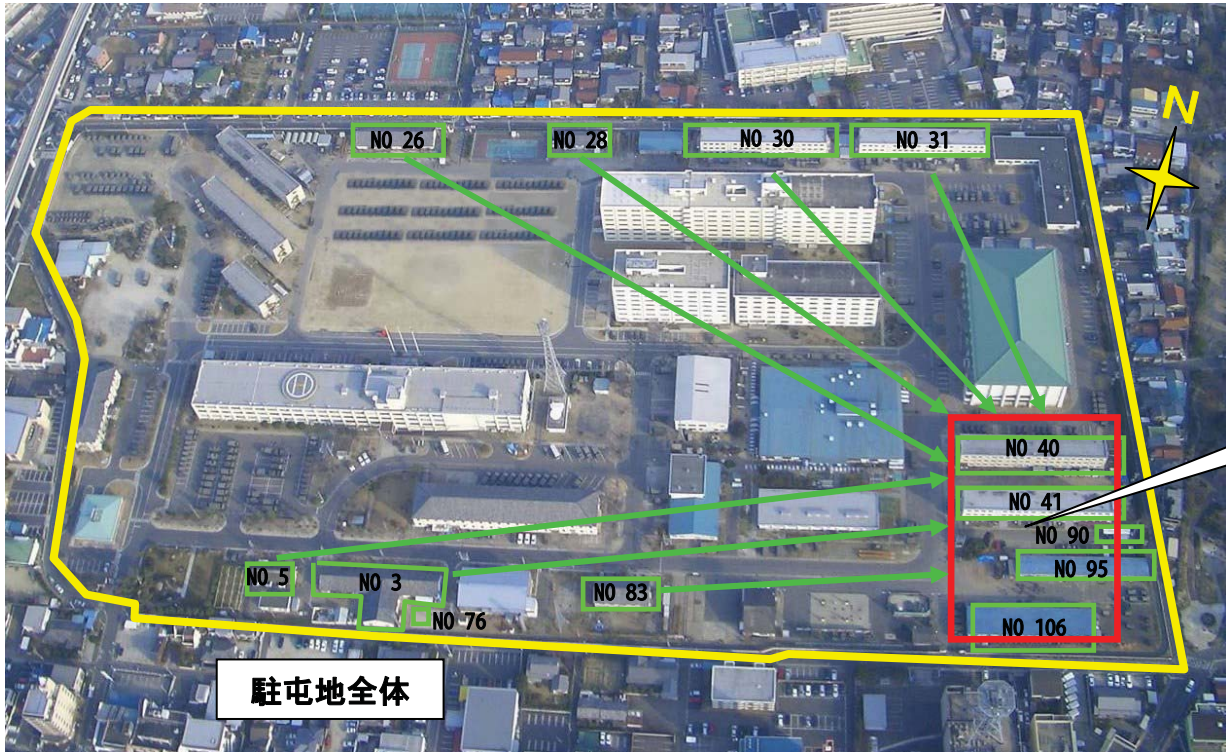 N
NO 26
NO 28
NO 30
NO 31
NO 40
NO 41
NO 90
NO 95
NO 5
NO 3
NO 83
NO 76
NO 106
駐屯地全体
H